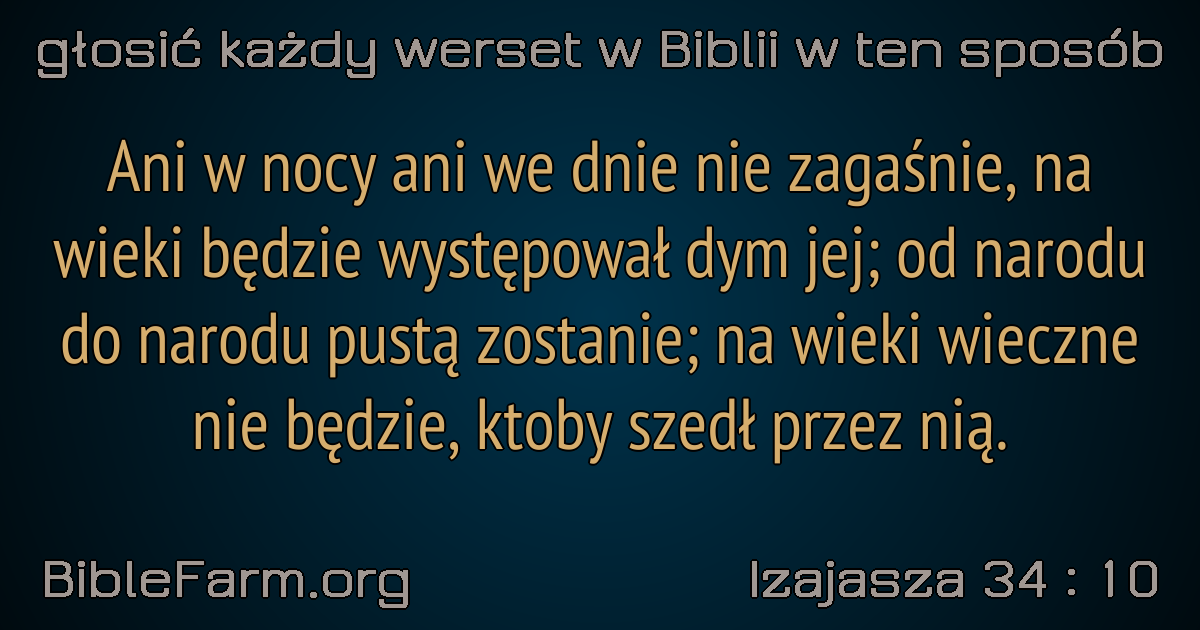 głosić każdy werset w Biblii w ten sposób
Ani w nocy ani we dnie nie zagaśnie, na
wieki będzie występował dym jej; od narodu
do narodu pustą zostanie; na wieki wieczne
nie będzie, ktoby szedł przez nią.
BibleFarm.org
Izajasza 34 : 10